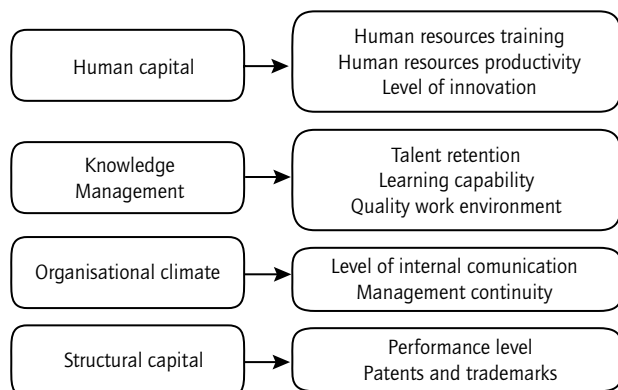 Human capital
Human resources training
Human resources productivity
Level of innovation
Knowledge
Management
Talent retention
Learning capability
Quality work environment
Organisational climate
Level of internal comunication
Management continuity
Structural capital
Performance level
Patents and trademarks